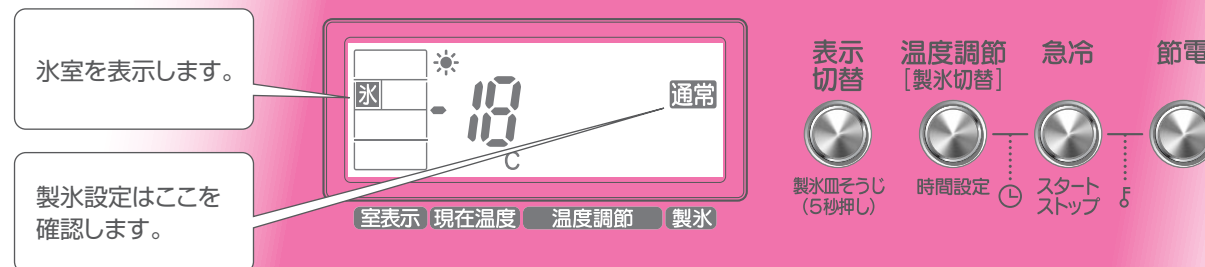 氷室を表示します。
製氷設定はここを
確認します。
氷
-18
C
通常
室表示 現在温度 温度調節 製氷
表示
切替
温度調節
[製氷切替]
急冷
節電
製氷皿そうじ
(5秒押し)
時間設定
スタート
ストップ